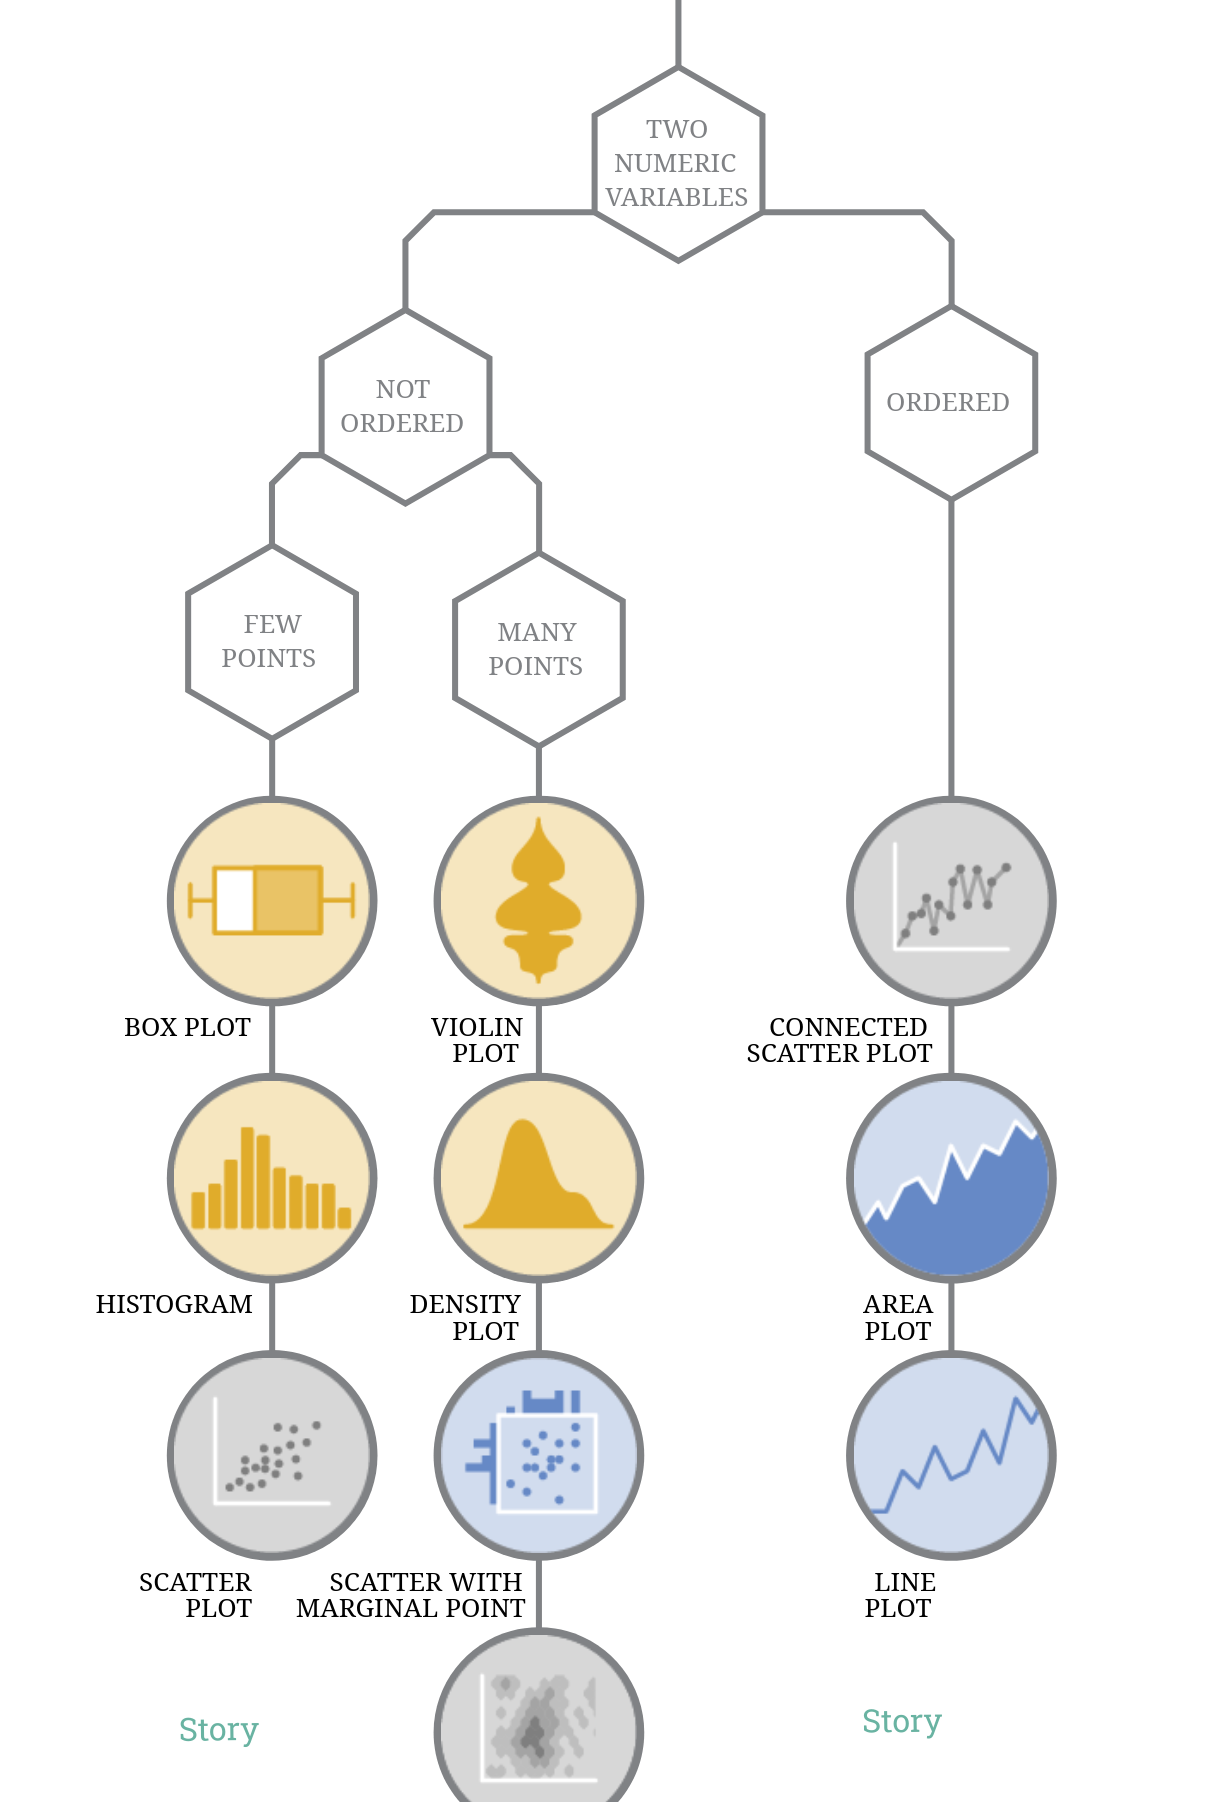 TWO
NUMERIC
VARIABLES
NOT
ORDERED
ORDERED
FEW
POINTS
MANY
POINTS
BOX PLOT
VIOLIN
PLOT
CONNECTED
SCATTER PLOT
HISTOGRAM
DENSITY
PLOT
AREA
PLOT
SCATTER
PLOT
SCATTER WITH
MARGINAL POINT
LINE
PLOT
Story
Story